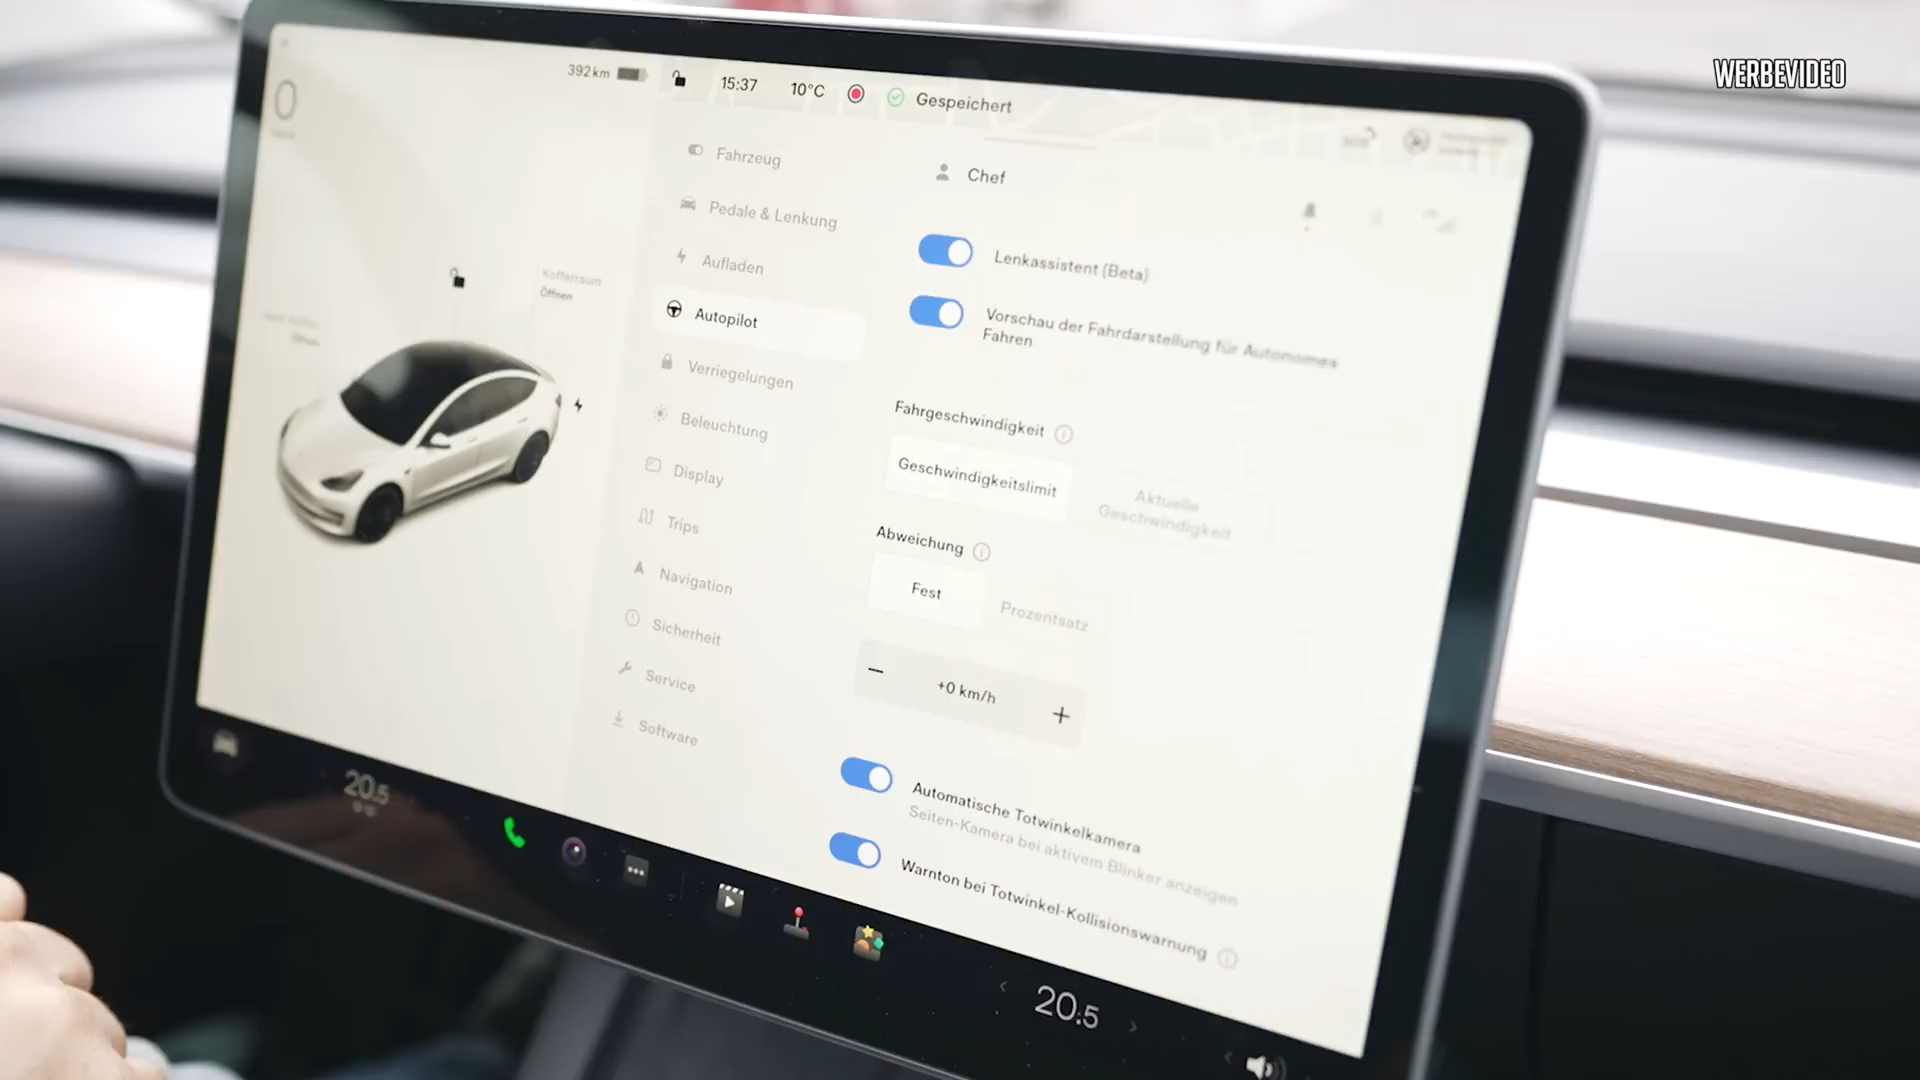 WERBEVIDEO
392 km
15:37
10°C
Gespeichert
0
Fahrzeug
Pedale & Lenkung
Aufladen
Autopilot
Verriegelungen
Beleuchtung
Display
Trips
Navigation
Sicherheit
Service
Software
Kofferraum
Öffnen
Chef
Lenkassistent (Beta)
Vorschau der Fahrdarstellung für Autonomes
Fahren
Fahrgeschwindigkeit
Geschwindigkeitslimit
Aktuelle
Geschwindigkeit
Abweichung
Fest
Prozentsatz
+0 km/h
Automatische Totwinkelkamera
Seiten-Kamera bei aktivem Blinker anzeigen
Warnton bei Totwinkel-Kollisionswarnung
20.5
20.5